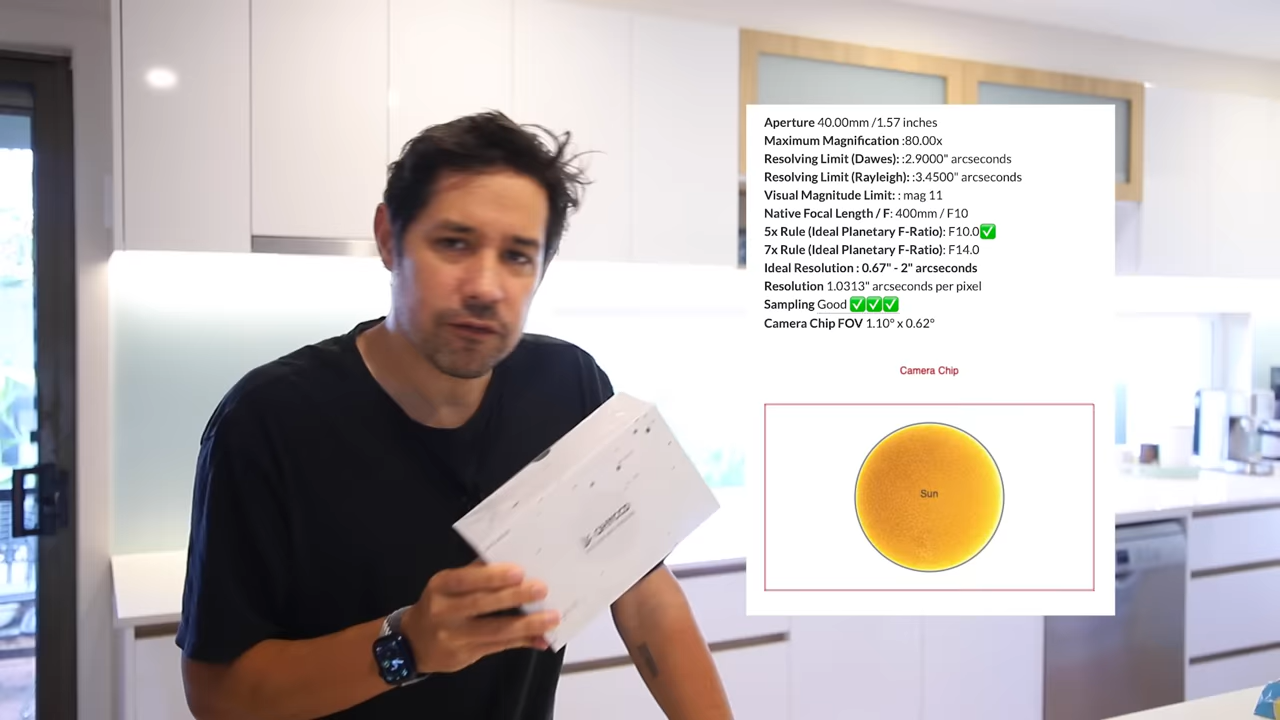 Aperture 40.00mm /1.57 inches
Maximum Magnification :80.00x
Resolving Limit (Dawes): :2.9000" arcseconds
Resolving Limit (Rayleigh): :3.4500" arcseconds
Visual Magnitude Limit: : mag 11
Native Focal Length / F: 400mm / F10
5x Rule (Ideal Planetary F-Ratio): F10.0✅
7x Rule (Ideal Planetary F-Ratio): F14.0
Ideal Resolution : 0.67" - 2" arcseconds
Resolution 1.0313" arcseconds per pixel
Sampling Good ✅✅✅
Camera Chip FOV 1.10° x 0.62°
Camera Chip
Sun